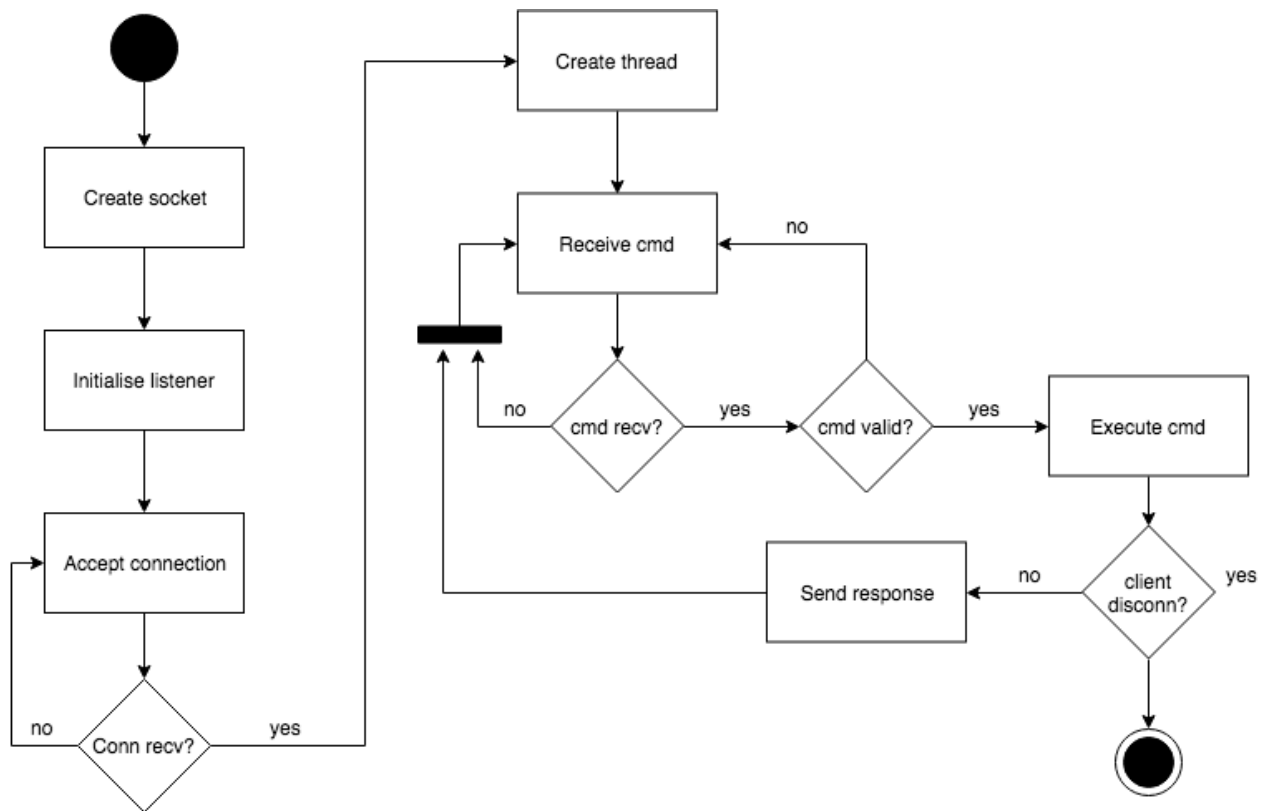 Create thread
Create socket
Receive cmd
no
Initialise listener
no
cmd recv?
yes
cmd valid?
yes
Execute cmd
Accept connection
Send response
no
client
disconn?
yes
no
Conn recv?
yes